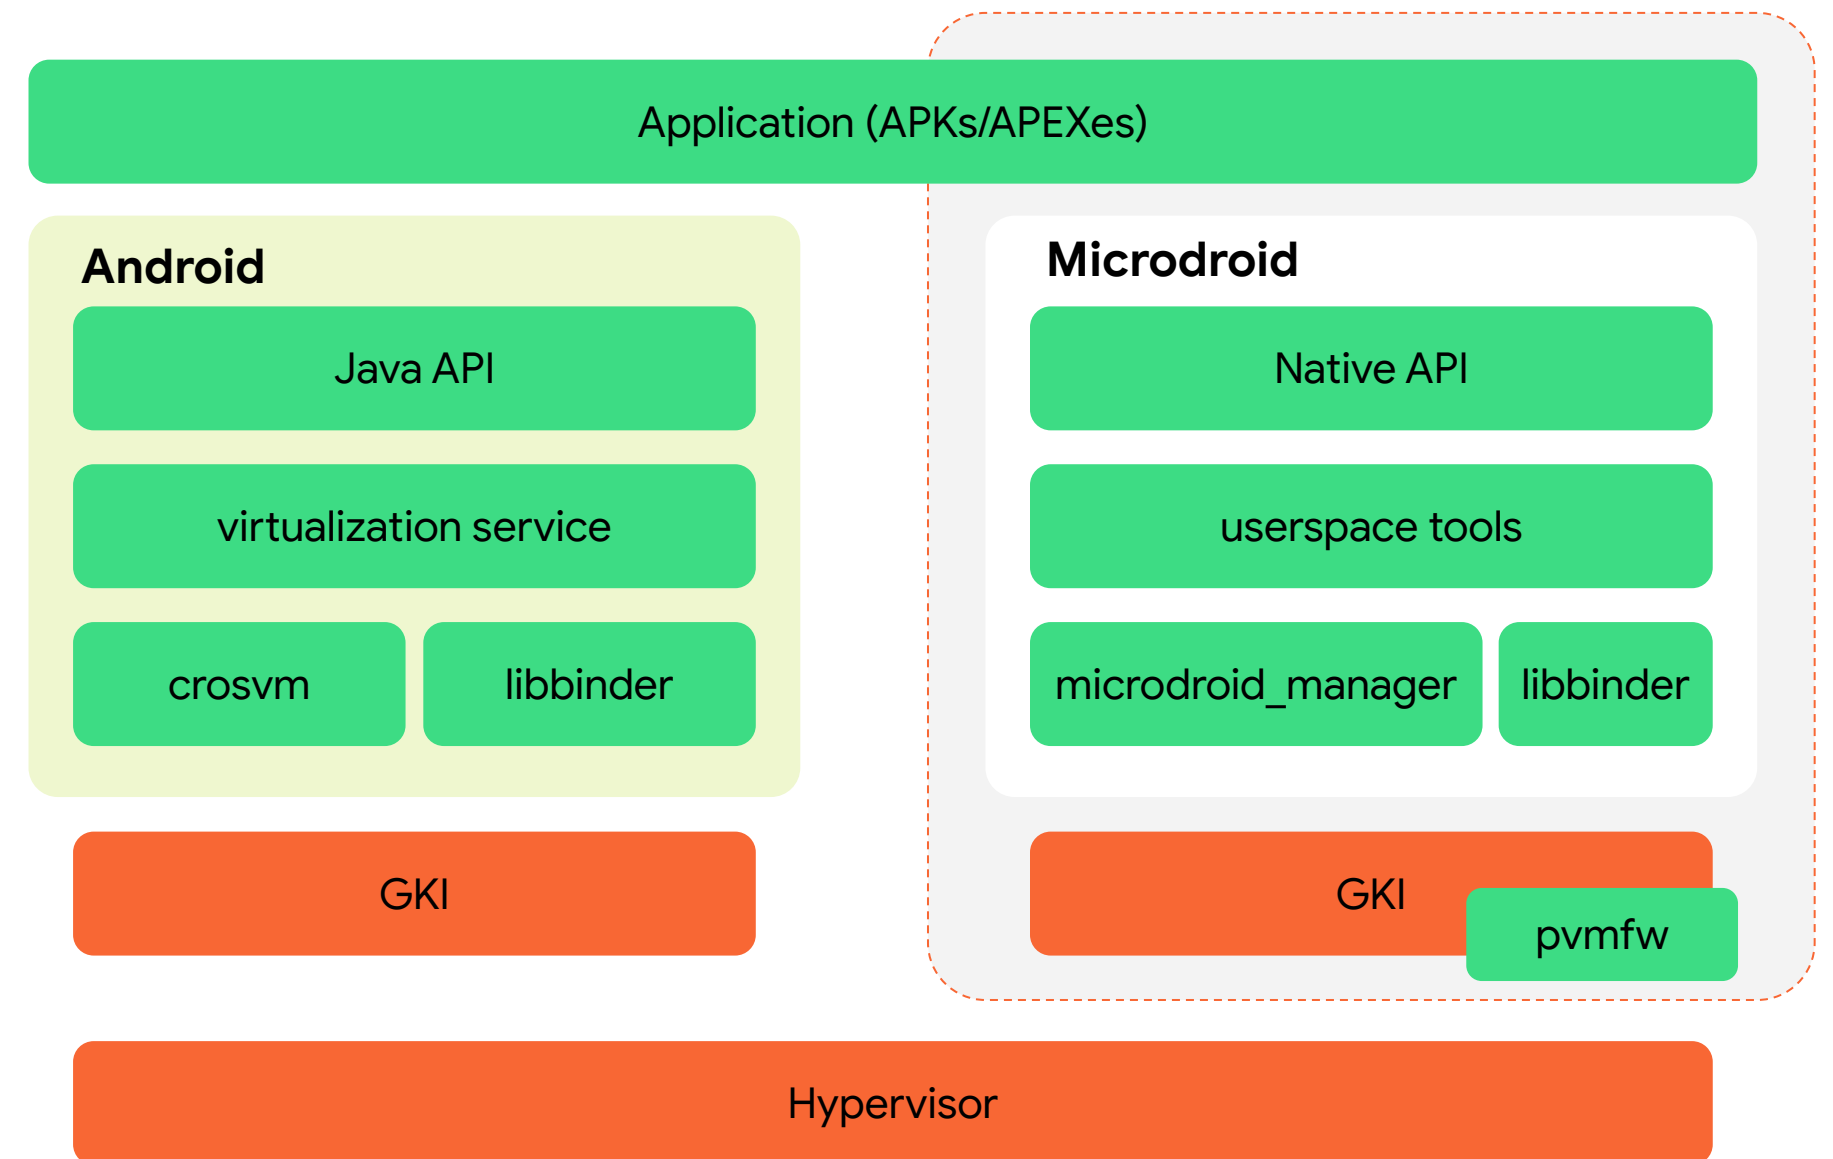 Application (APKs/APEXes)
Android
Java API
virtualization service
crosvm
libbinder
GKI
Microdroid
Native API
userspace tools
microdroid_manager
libbinder
GKI
pvmfw
Hypervisor